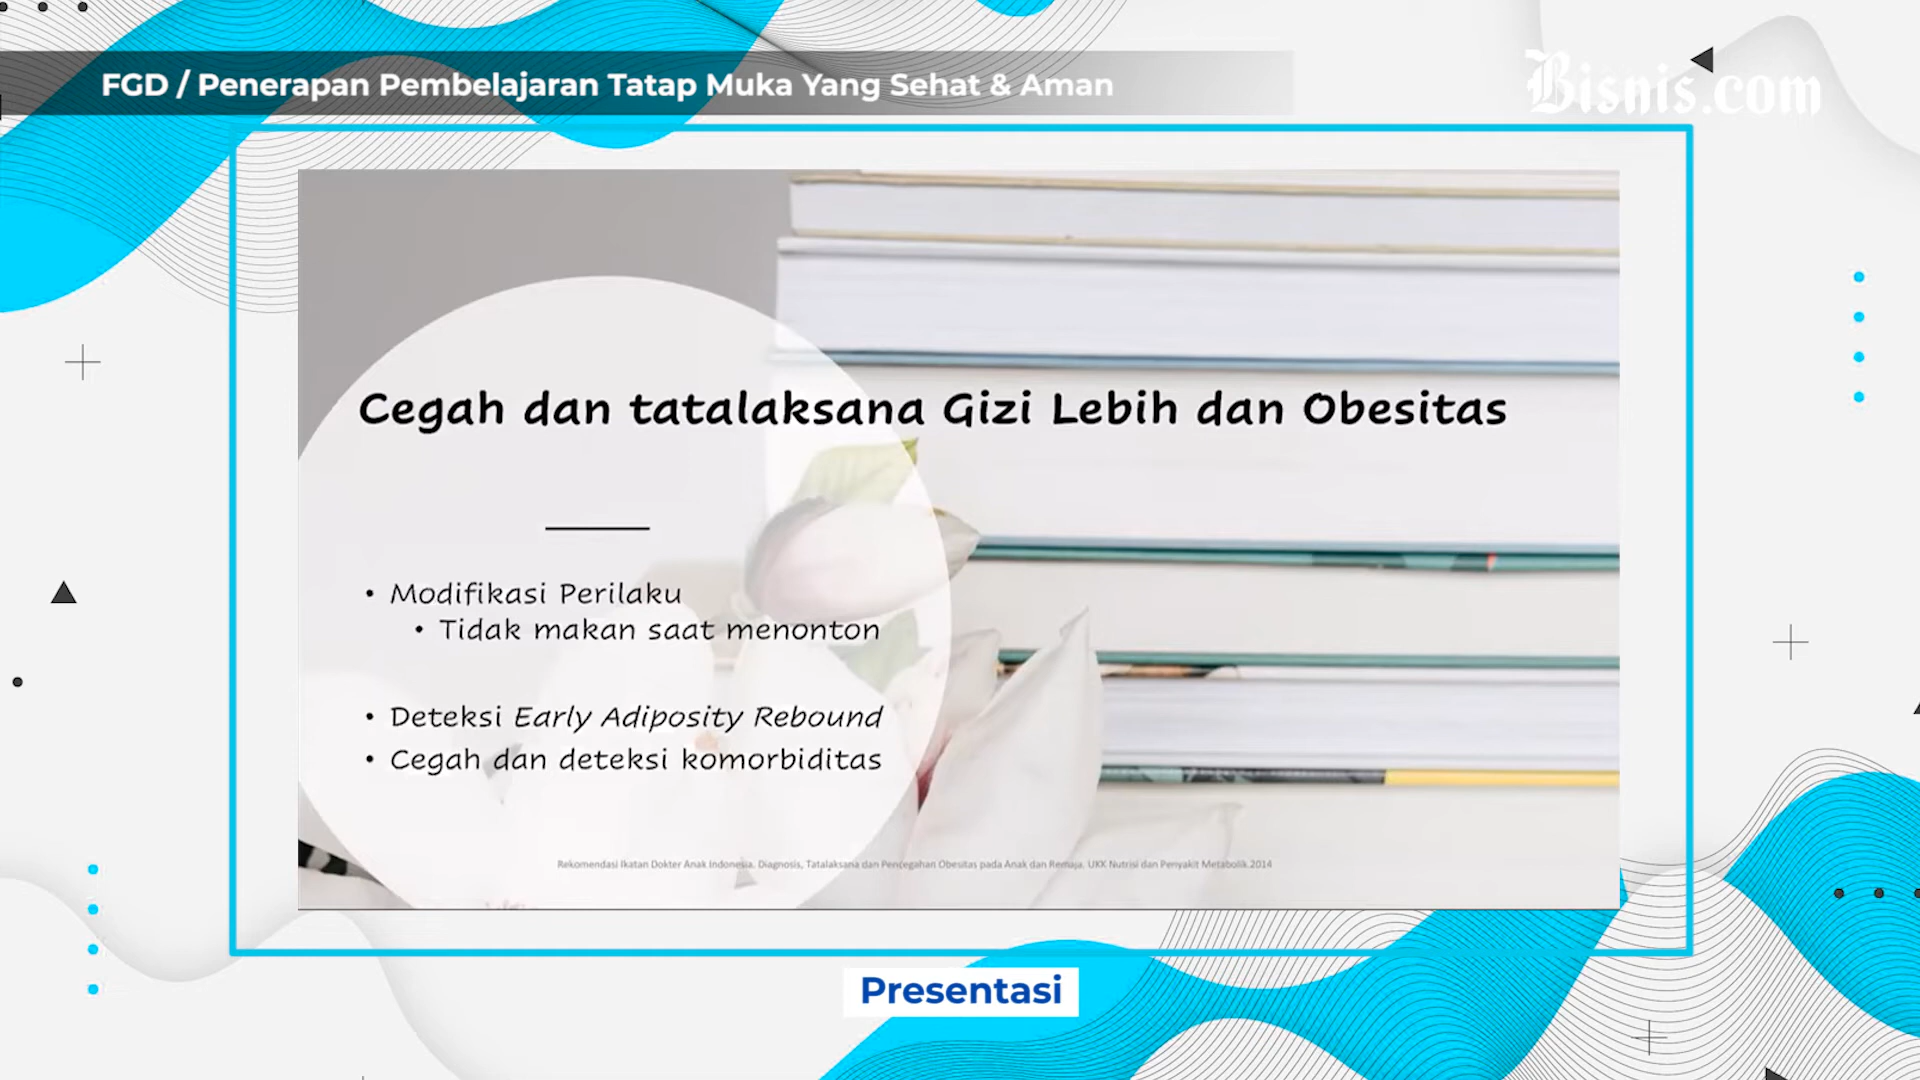 FGD / Penerapan Pembelajaran Tatap Muka Yang Sehat & Aman
Bisnis.com
Cegah dan tatalaksana Gizi Lebih dan Obesitas
• Modifikasi Perilaku
• Tidak makan saat menonton
• Deteksi Early Adiposity Rebound
• Cegah dan deteksi komorbiditas
Rekomendasi Ikatan Dokter Anak Indonesia. Diagnosis, Tatalaksana dan Pencegahan Obesitas pada Anak dan Remaja. UKK Nutrisi dan Penyakit Metabolik.2014
Presentasi